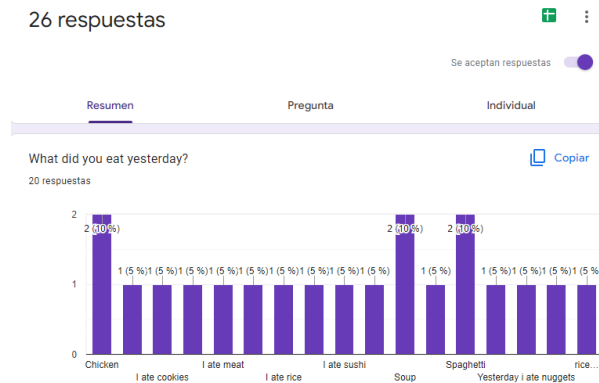 26 respuestas
Se aceptan respuestas
Resumen
Pregunta
Individual
What did you eat yesterday?
Copiar
20 respuestas
2
1
0
2 (10 %)
1 (5 %)
1 (5 %)
1 (5 %)
1 (5 %)
1 (5 %)
1 (5 %)
1 (5 %)
1 (5 %)
1 (5 %)
2 (10 %)
1 (5 %)
2 (10 %)
1 (5 %)
1 (5 %)
1 (5 %)
1 (5 %
Chicken
I ate cookies
I ate meat
I ate rice
I ate sushi
Soup
Spaghetti
Yesterday i ate nuggets
rice…